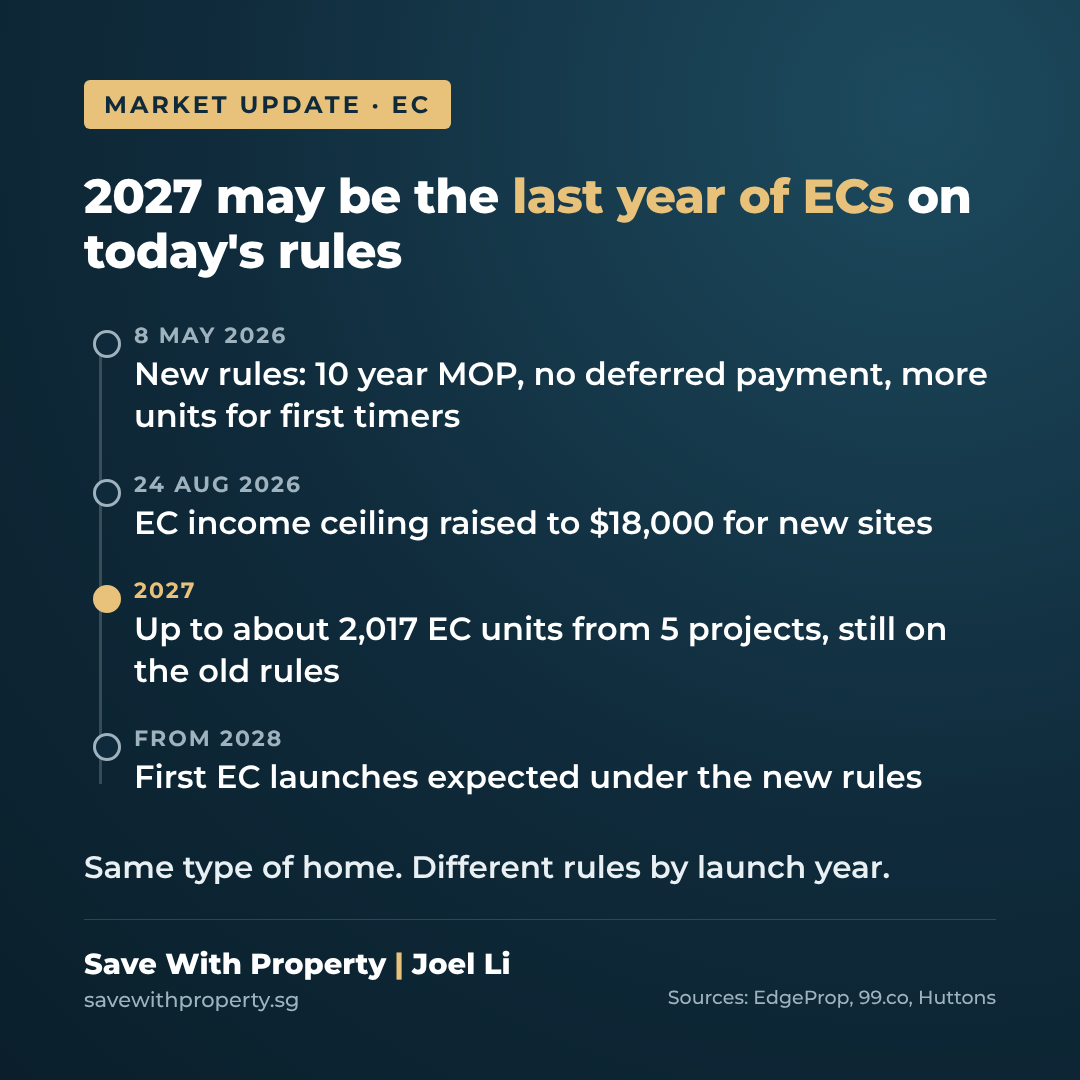 MARKET UPDATE · EC
2027 may be the last year of ECs on
today's rules
8 MAY 2026
New rules: 10 year MOP, no deferred payment, more
units for first timers
24 AUG 2026
EC income ceiling raised to $18,000 for new sites
2027
Up to about 2,017 EC units from 5 projects, still on
the old rules
FROM 2028
First EC launches expected under the new rules
Same type of home. Different rules by launch year.
Save With Property | Joel Li
savewithproperty.sg
Sources: EdgeProp, 99.co, Huttons